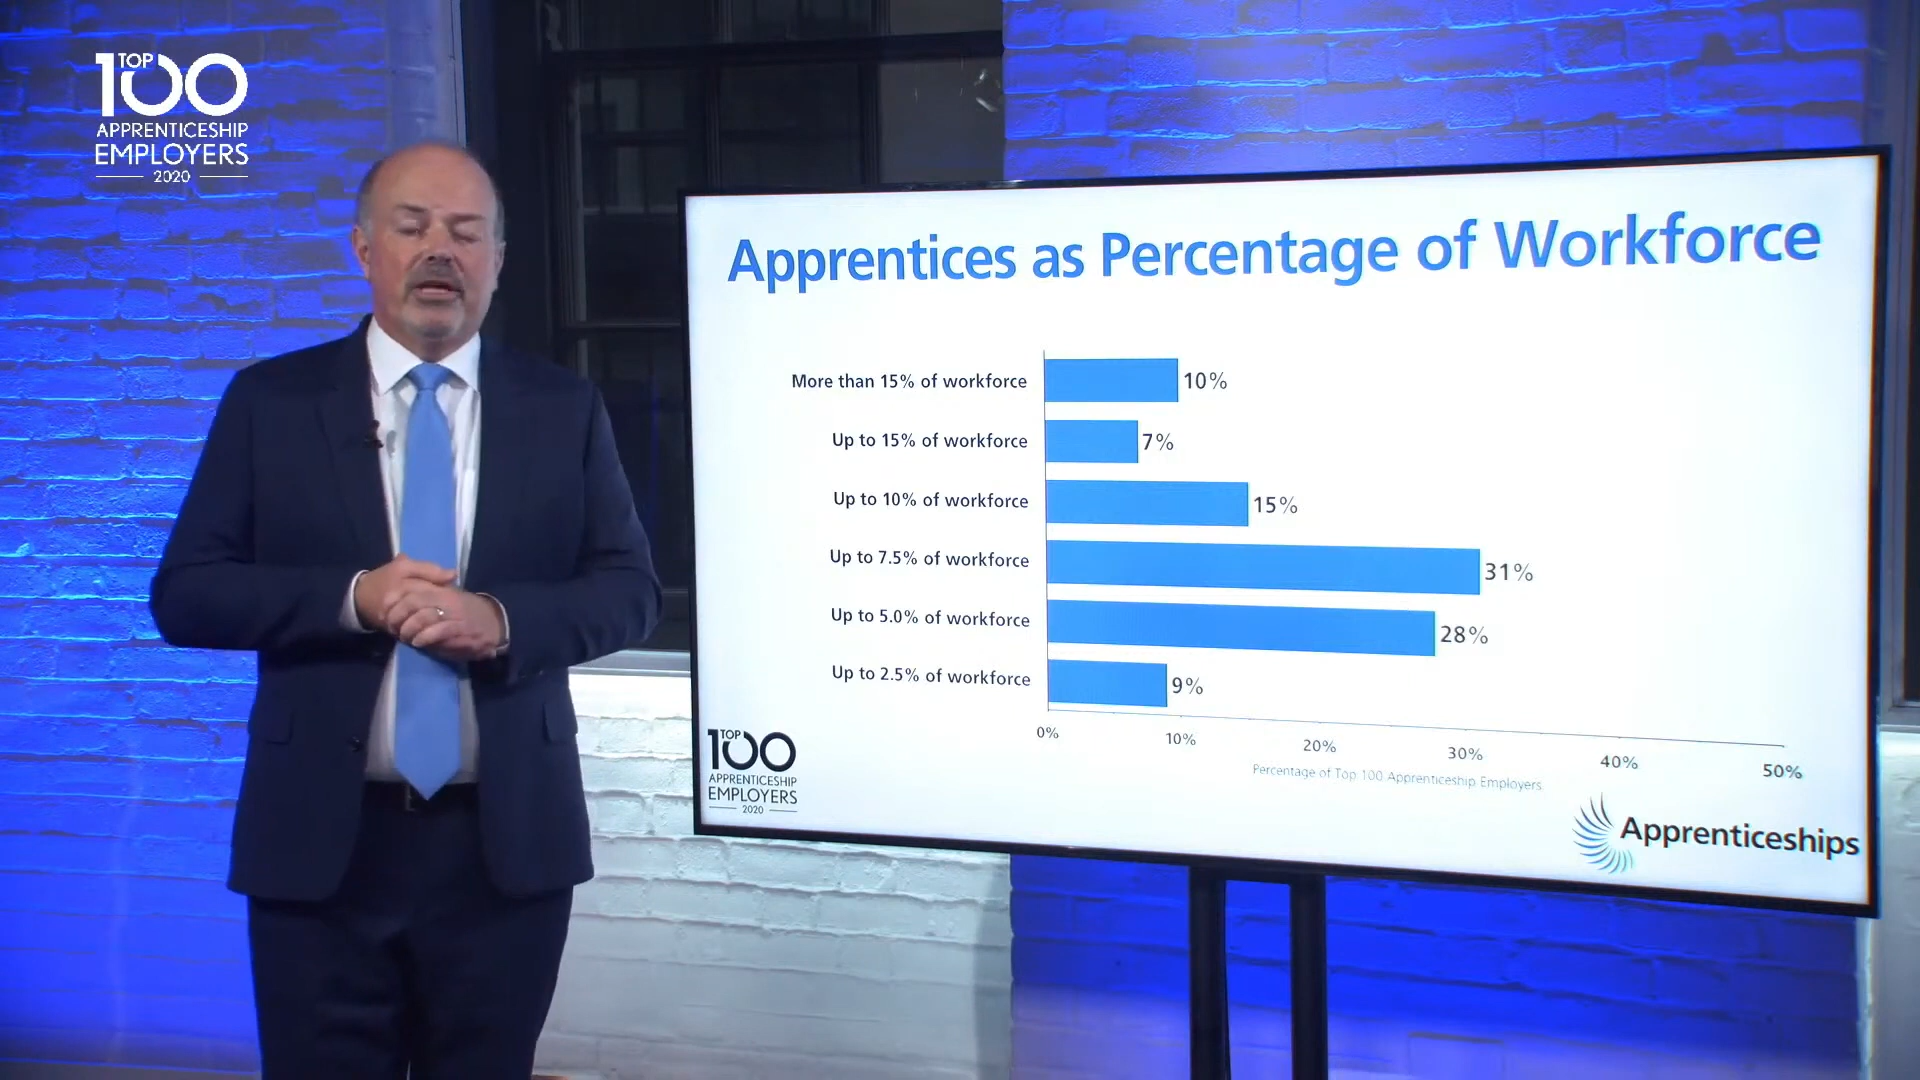 TOP
100
APPRENTICESHIP
EMPLOYERS
2020
Apprentices as Percentage of Workforce
More than 15% of workforce 10%
Up to 15% of workforce 7%
Up to 10% of workforce 15%
Up to 7.5% of workforce 31%
Up to 5.0% of workforce 28%
Up to 2.5% of workforce 9%
0% 10% 20% 30% 40% 50%
Percentage of Top 100 Apprenticeship Employers
TOP
100
APPRENTICESHIP
EMPLOYERS
2020
Apprenticeships